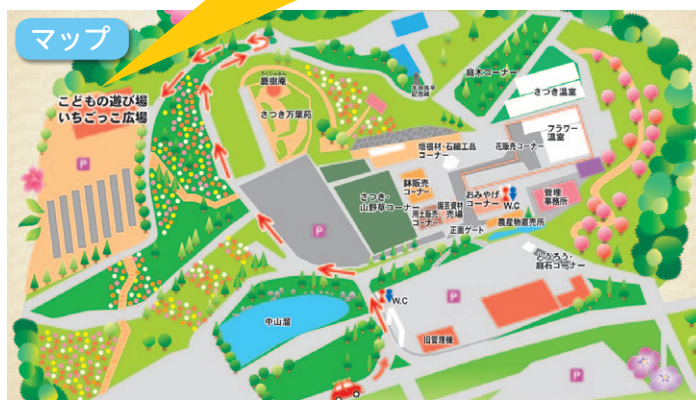 マップ
こどもの遊び場
いちごっこ広場
鹿樹庵
さつき万葉苑
庭木コーナー
さつき温室
フラワー
温室
花販売コーナー
垣根材・石細工品
コーナー
鉢販売
コーナー
さつき・
山野草コーナー
用土販売
コーナー
園芸資材
売場
おみやげ
コーナー
W.C
管理
事務所
農産物直売所
正面ゲート
とうろう・
庭石コーナー
中山溜
W.C
旧管理棟
P
P
P
P